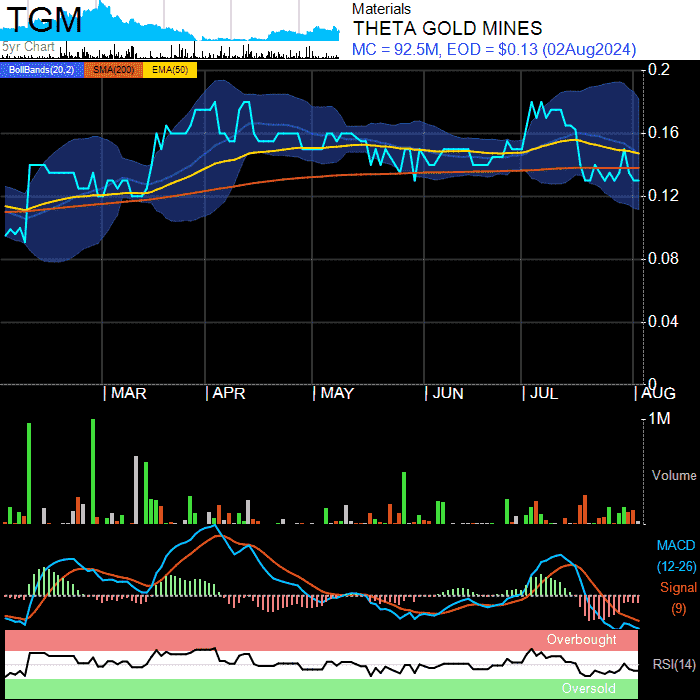 TGM
5yr Chart
Materials
THETA GOLD MINES
MC = 92.5M, EOD = $0.13 (02Aug2024)
BollBands(20,2) SMA(200) EMA(50)
0.2
0.16
0.12
0.08
0.04
0
MAR APR MAY JUN JUL AUG
1M
Volume
MACD
(12-26)
Signal
(9)
Overbought
RSI(14)
Oversold